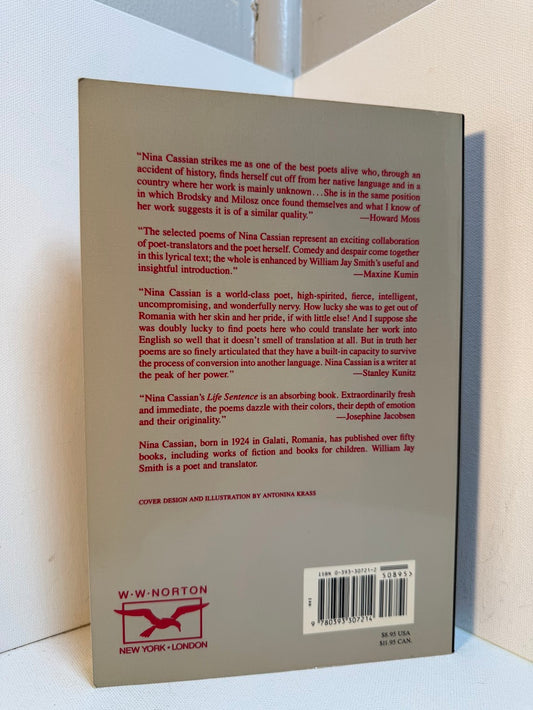 “Nina Cassian strikes me as one of the best poets alive who, through an
accident of history, finds herself cut off from her native language and in a
country where her work is mainly unknown . . . She is in the same position
in which Brodsky and Milosz once found themselves and what I know of
her work suggests it is of a similar quality.” —Howard Moss
“The selected poems of Nina Cassian represent an exciting collaboration
of poet-translators and the poet herself. Comedy and despair come together
in this lyrical text; the whole is enhanced by William Jay Smith’s useful and
insightful introduction.” —Maxine Kumin
“Nina Cassian is a world-class poet, high-spirited, fierce, intelligent,
uncompromising, and wonderfully nervy. How lucky she was to get out of
Romania with her skin and her pride, if with little else! And I suppose she
was doubly lucky to find poets here who could translate her work into
English so well that it doesn’t smell of translation at all. But in truth her
poems are so finely articulated that they have a built-in capacity to survive
the process of conversion into another language. Nina Cassian is a writer at
the peak of her power.” —Stanley Kunitz
“Nina Cassian’s Life Sentence is an absorbing book. Extraordinarily fresh
and immediate, the poems dazzle with their colors, their depth of emotion
and their originality.” —Josephine Jacobsen
Nina Cassian, born in 1924 in Galati, Romania, has published over fifty
books, including works of fiction and books for children. William Jay
Smith is a poet and translator.
COVER DESIGN AND ILLUSTRATION BY ANTONINA KRASS
W·W·NORTON
NEW YORK·LONDON
ISBN 0-393-30721-2
50895>
9 780393 307214
$8.95 USA
$11.95 CAN.